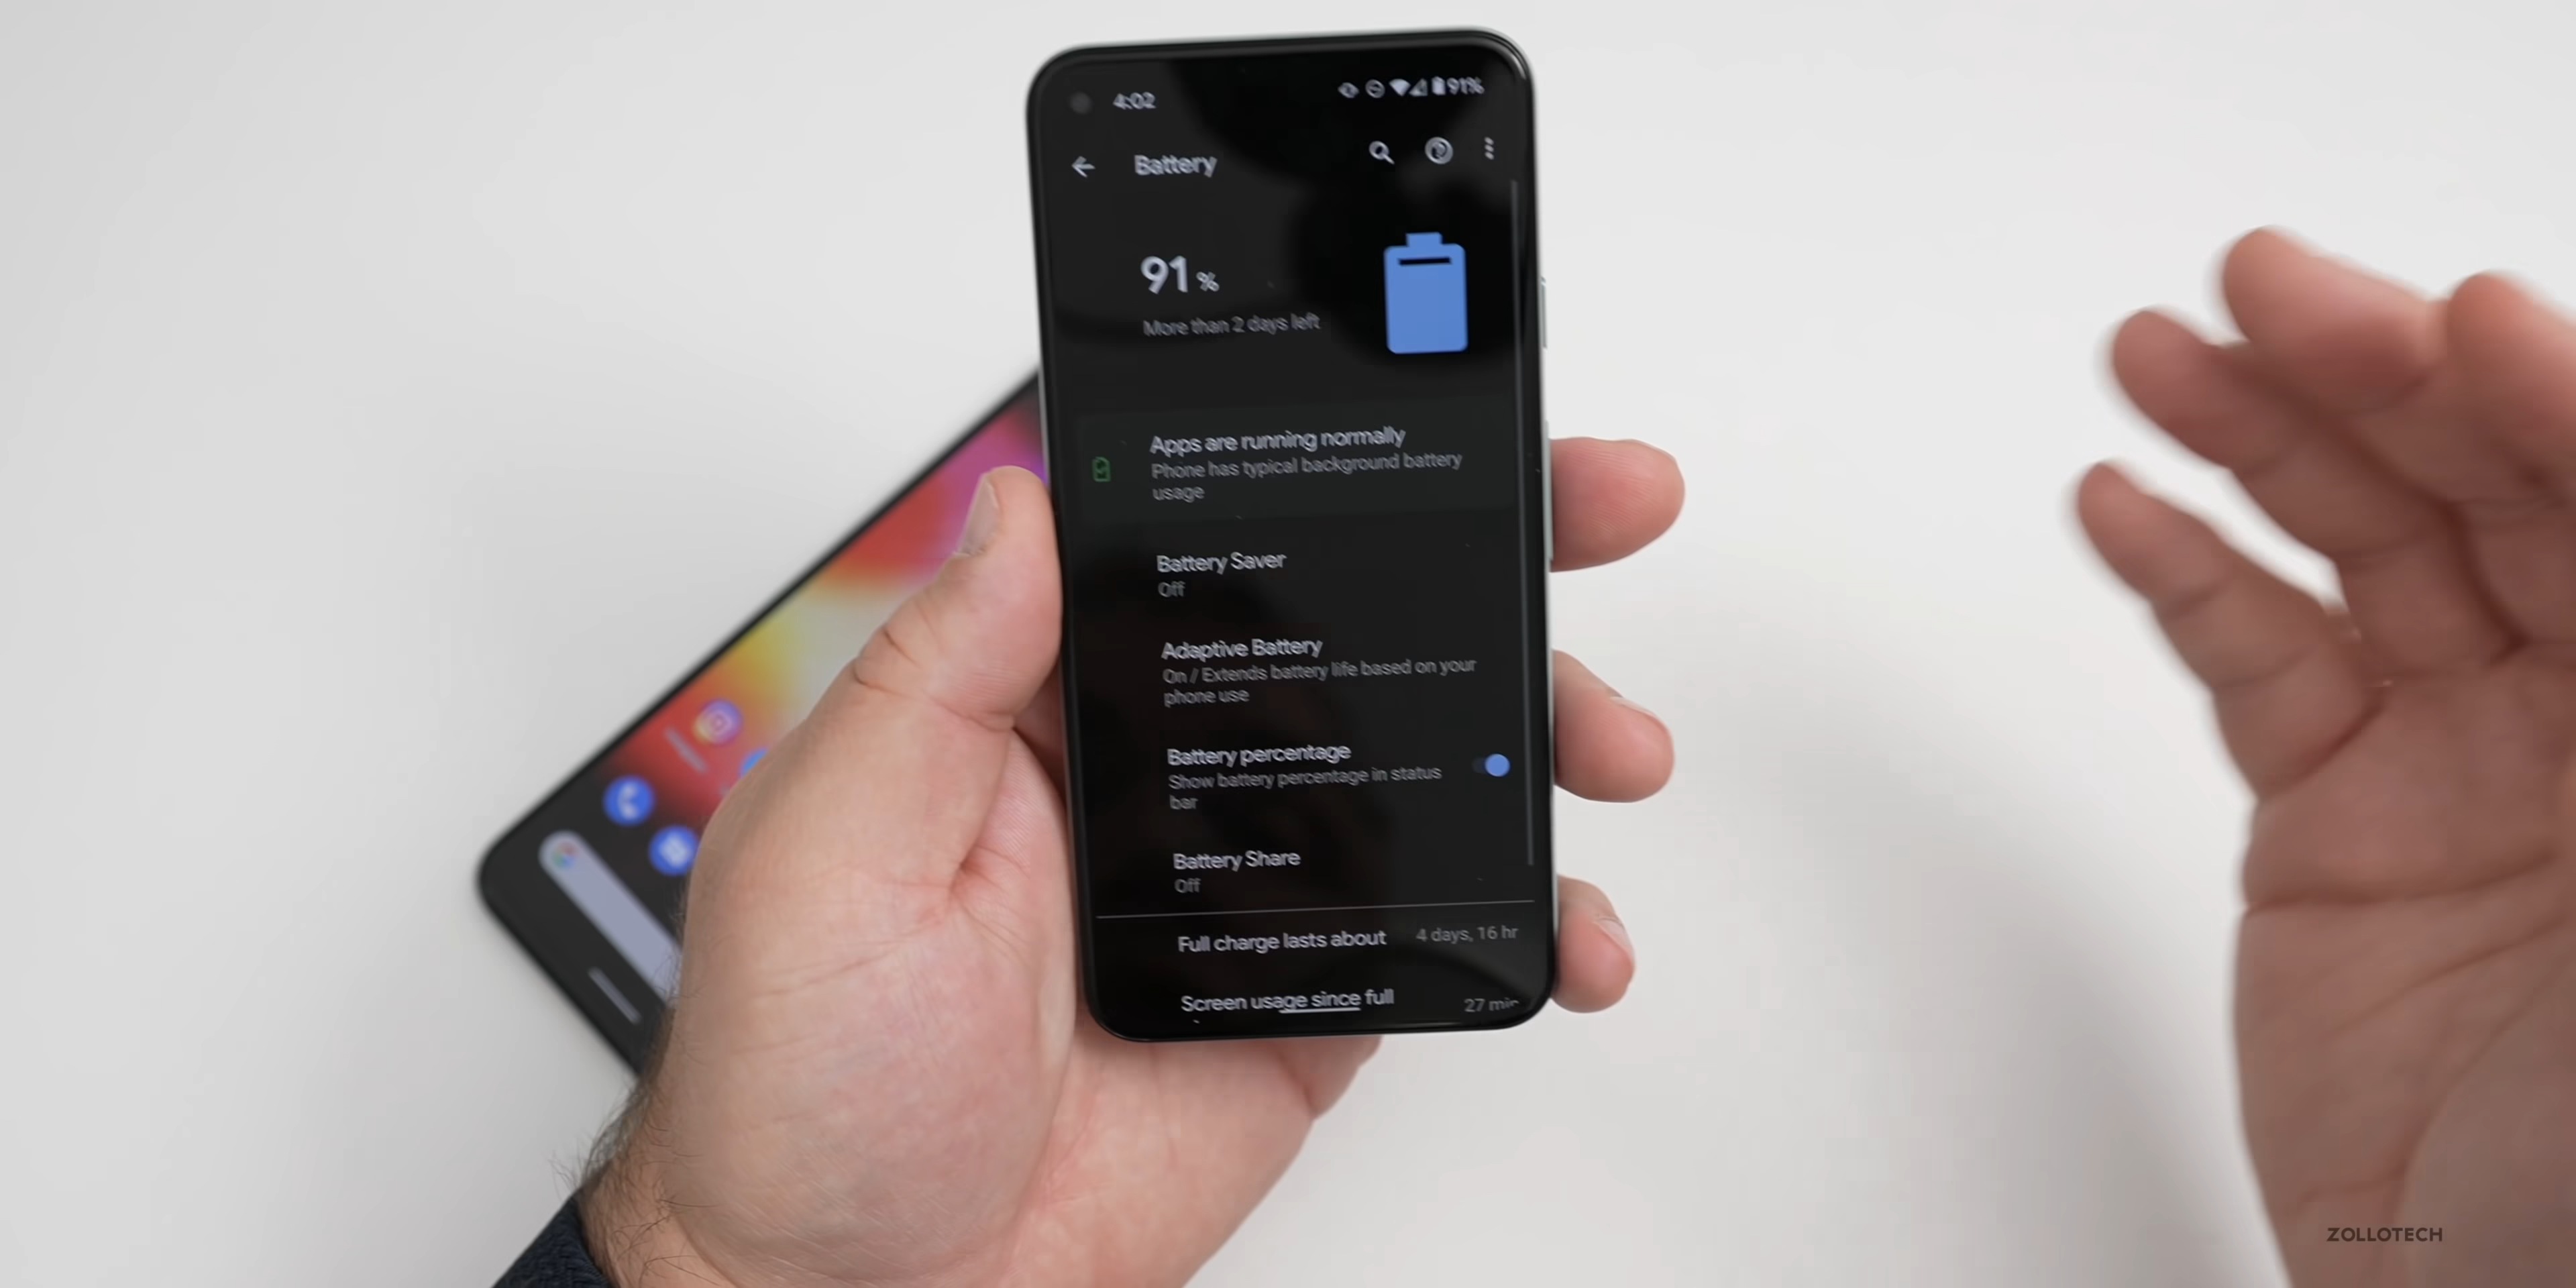 4:02
91%
Battery
91 %
More than 2 days left
Apps are running normally
Phone has typical background battery
usage
Battery Saver
Off
Adaptive Battery
On / Extends battery life based on your
phone use
Battery percentage
Show battery percentage in status
bar
Battery Share
Off
Full charge lasts about 4 days, 16 hr
Screen usage since full 27 min
ZOLLOTECH